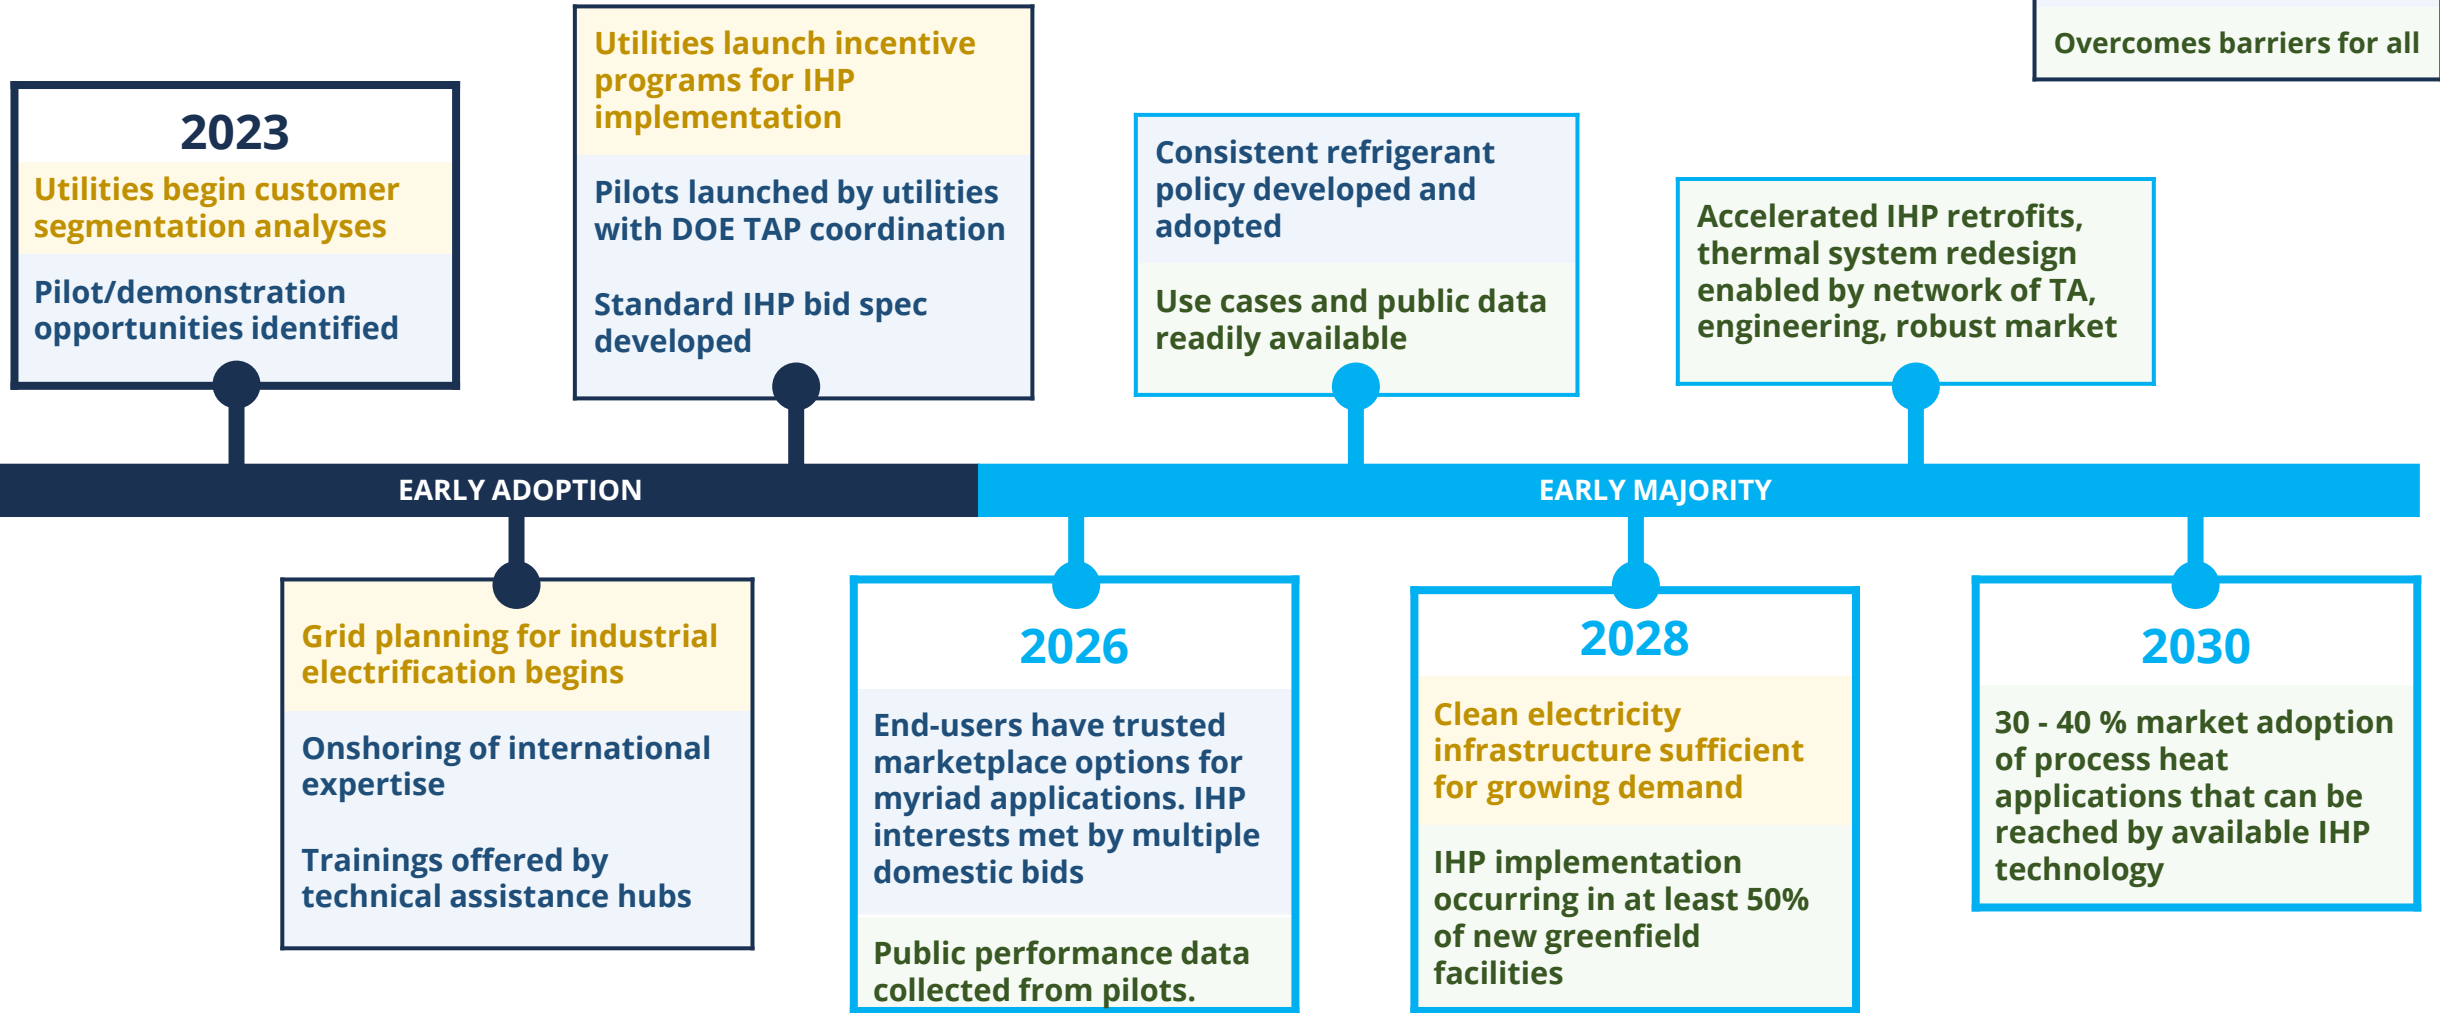 Overcomes barriers for all
2023
Utilities begin customer
segmentation analyses
Pilot/demonstration
opportunities identified
Utilities launch incentive
programs for IHP
implementation
Pilots launched by utilities
with DOE TAP coordination
Standard IHP bid spec
developed
Consistent refrigerant
policy developed and
adopted
Use cases and public data
readily available
Accelerated IHP retrofits,
thermal system redesign
enabled by network of TA,
engineering, robust market
EARLY ADOPTION
EARLY MAJORITY
Grid planning for industrial
electrification begins
Onshoring of international
expertise
Trainings offered by
technical assistance hubs
2026
End-users have trusted
marketplace options for
myriad applications. IHP
interests met by multiple
domestic bids
Public performance data
collected from pilots.
2028
Clean electricity
infrastructure sufficient
for growing demand
IHP implementation
occurring in at least 50%
of new greenfield
facilities
2030
30 - 40 % market adoption
of process heat
applications that can be
reached by available IHP
technology